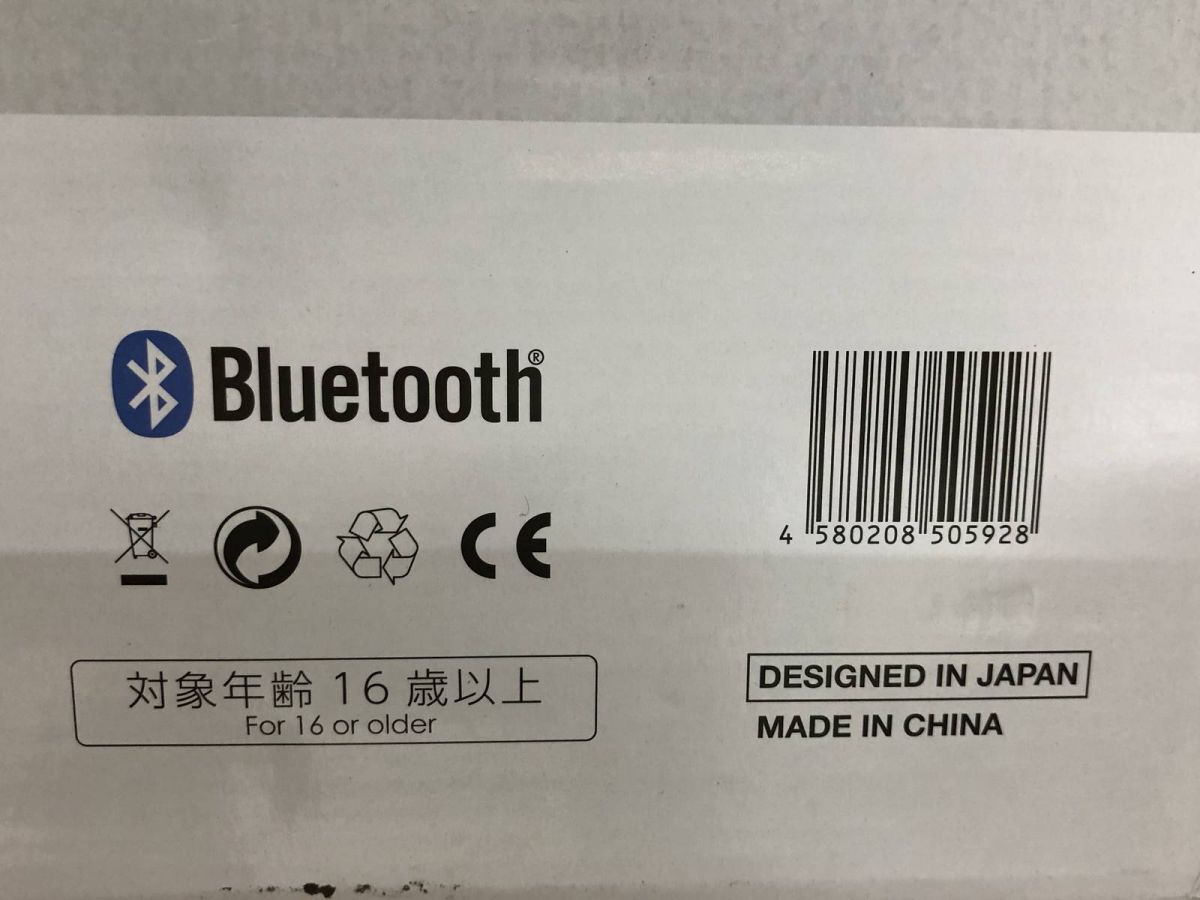 Bluetooth®
CE
4 580208 505928
対象年齢 16 歳以上
For 16 or older
DESIGNED IN JAPAN
MADE IN CHINA